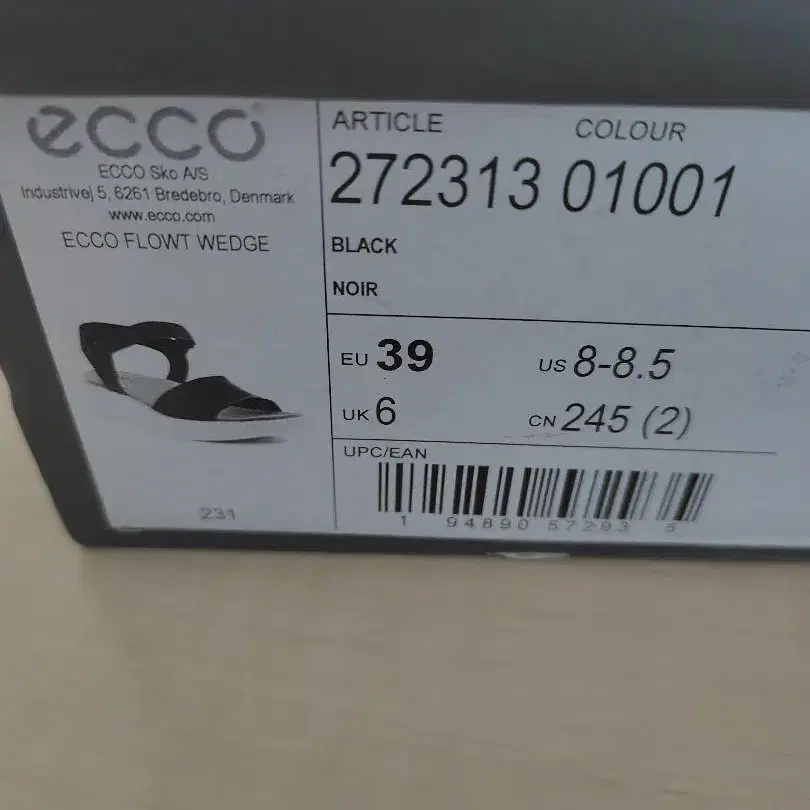 ecco
ECCO Sko A/S
Industrivej 5, 6261 Bredebro, Denmark
www.ecco.com
ECCO FLOWT WEDGE
231
ARTICLE COLOUR
272313 01001
BLACK
NOIR
EU 39 US 8-8.5
UK 6 CN 245 (2)
UPC/EAN
1 94890 57293 5